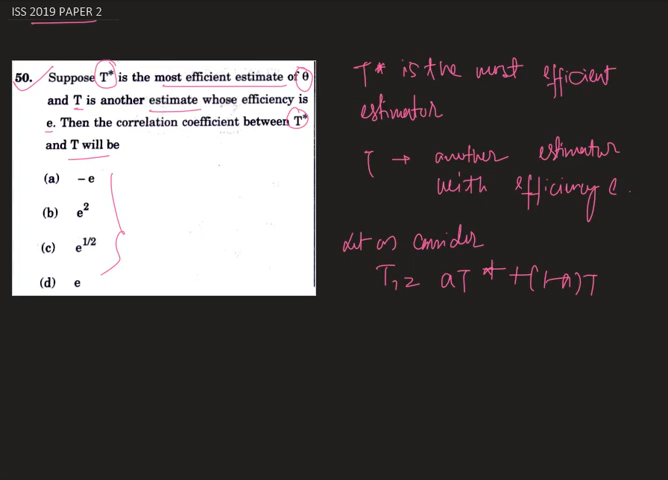 ISS 2019 PAPER 2
50. Suppose T* is the most efficient estimate of θ
and T is another estimate whose efficiency is
e. Then the correlation coefficient between T*
and T will be
(a) – e
(b) e²
(c) e^1/2
(d) e
T* is the most efficient
estimator
T → another estimator
with efficiency e.
Let us consider
T₁ = aT* + (1-a)T